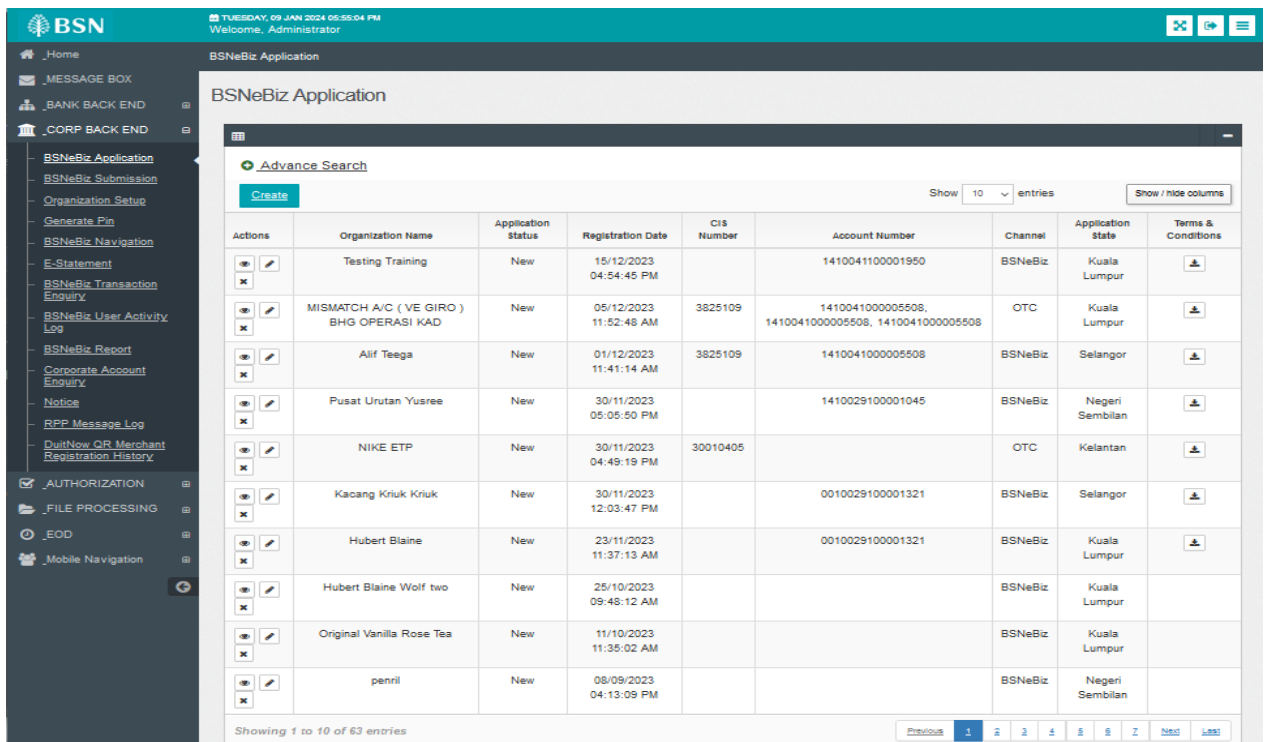 BSN
TUESDAY, 09 JAN 2024 05:55:04 PM
Welcome, Administrator
_Home
_MESSAGE BOX
_BANK BACK END
_CORP BACK END
BSNeBiz Application
BSNeBiz Submission
Organization Setup
Generate Pin
BSNeBiz Navigation
E-Statement
BSNeBiz Transaction
Enquiry
BSNeBiz User Activity
Log
BSNeBiz Report
Corporate Account
Enquiry
Notice
RPP Message Log
DuitNow QR Merchant
Registration History
_AUTHORIZATION
_FILE PROCESSING
_EOD
_Mobile Navigation
BSNeBiz Application
BSNeBiz Application
Advance Search
Create Show 10 entries Show / hide columns
Actions Organization Name Application Status Registration Date CIS Number Account Number Channel Application State Terms & Conditions
Testing Training New 15/12/2023 1410041100001950 BSNeBiz Kuala
04:54:45 PM Lumpur
MISMATCH A/C ( VE GIRO ) New 05/12/2023 3825109 1410041000005508, OTC Kuala
BHG OPERASI KAD 11:52:48 AM 1410041000005508, 1410041000005508 Lumpur
Alif Teega New 01/12/2023 3825109 1410041000005508 BSNeBiz Selangor
11:41:14 AM
Pusat Urutan Yusree New 30/11/2023 1410029100001045 BSNeBiz Negeri
05:05:50 PM Sembilan
NIKE ETP New 30/11/2023 30010405 OTC Kelantan
04:49:19 PM
Kacang Kriuk Kriuk New 30/11/2023 0010029100001321 BSNeBiz Selangor
12:03:47 PM
Hubert Blaine New 23/11/2023 0010029100001321 BSNeBiz Kuala
11:37:13 AM Lumpur
Hubert Blaine Wolf two New 25/10/2023 BSNeBiz Kuala
09:48:12 AM Lumpur
Original Vanilla Rose Tea New 11/10/2023 BSNeBiz Kuala
11:35:02 AM Lumpur
penril New 08/09/2023 BSNeBiz Negeri
04:13:09 PM Sembilan
Showing 1 to 10 of 63 entries Previous 1 2 3 4 5 6 7 Next Last